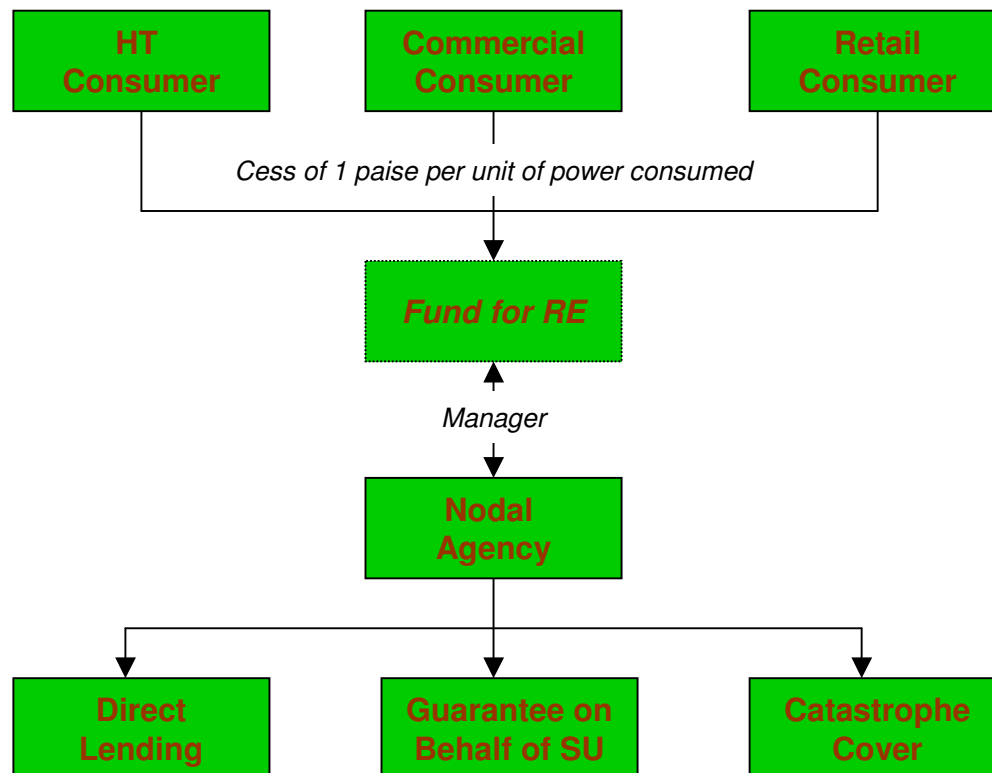 HT
Consumer
Commercial
Consumer
Retail
Consumer
Cess of 1 paise per unit of power consumed
Fund for RE
Manager
Nodal
Agency
Direct
Lending
Guarantee on
Behalf of SU
Catastrophe
Cover